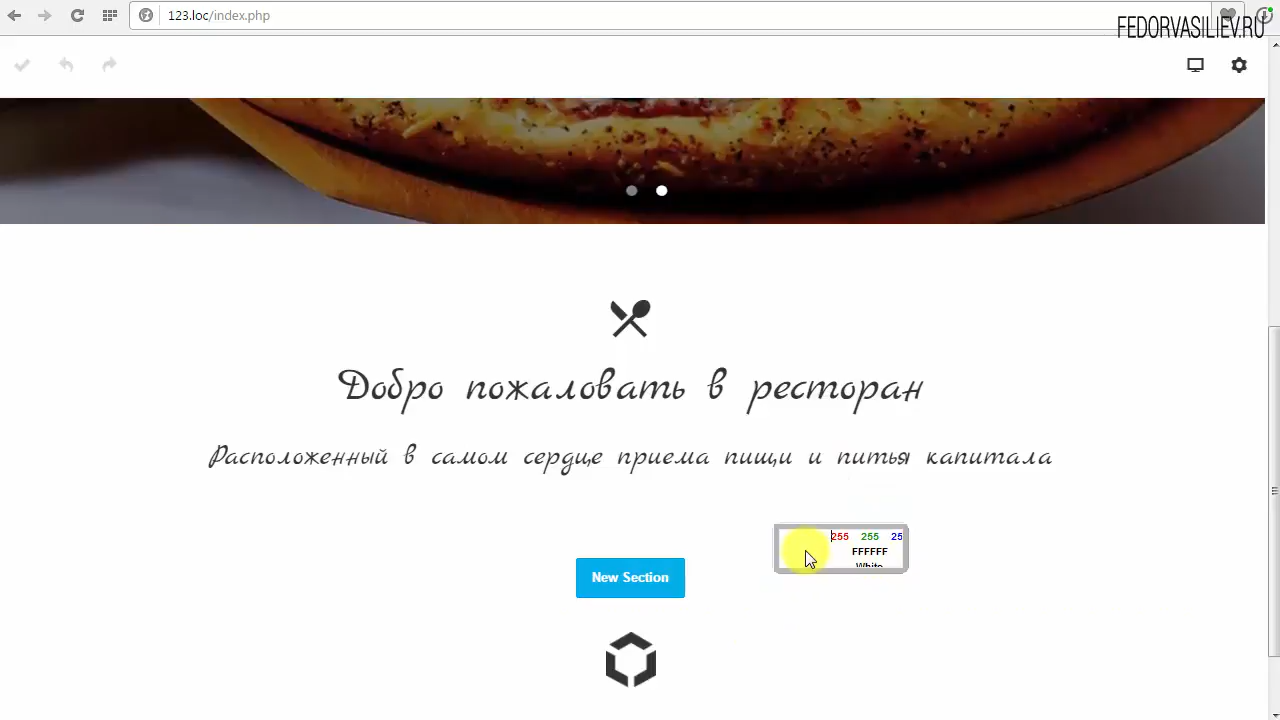 123.loc/index.php
FEDORVASILIEV.RU
Добро пожаловать в ресторан
Расположенный в самом сердце приема пищи и питья капитала
255 255 25
FFFFFF
White
New Section